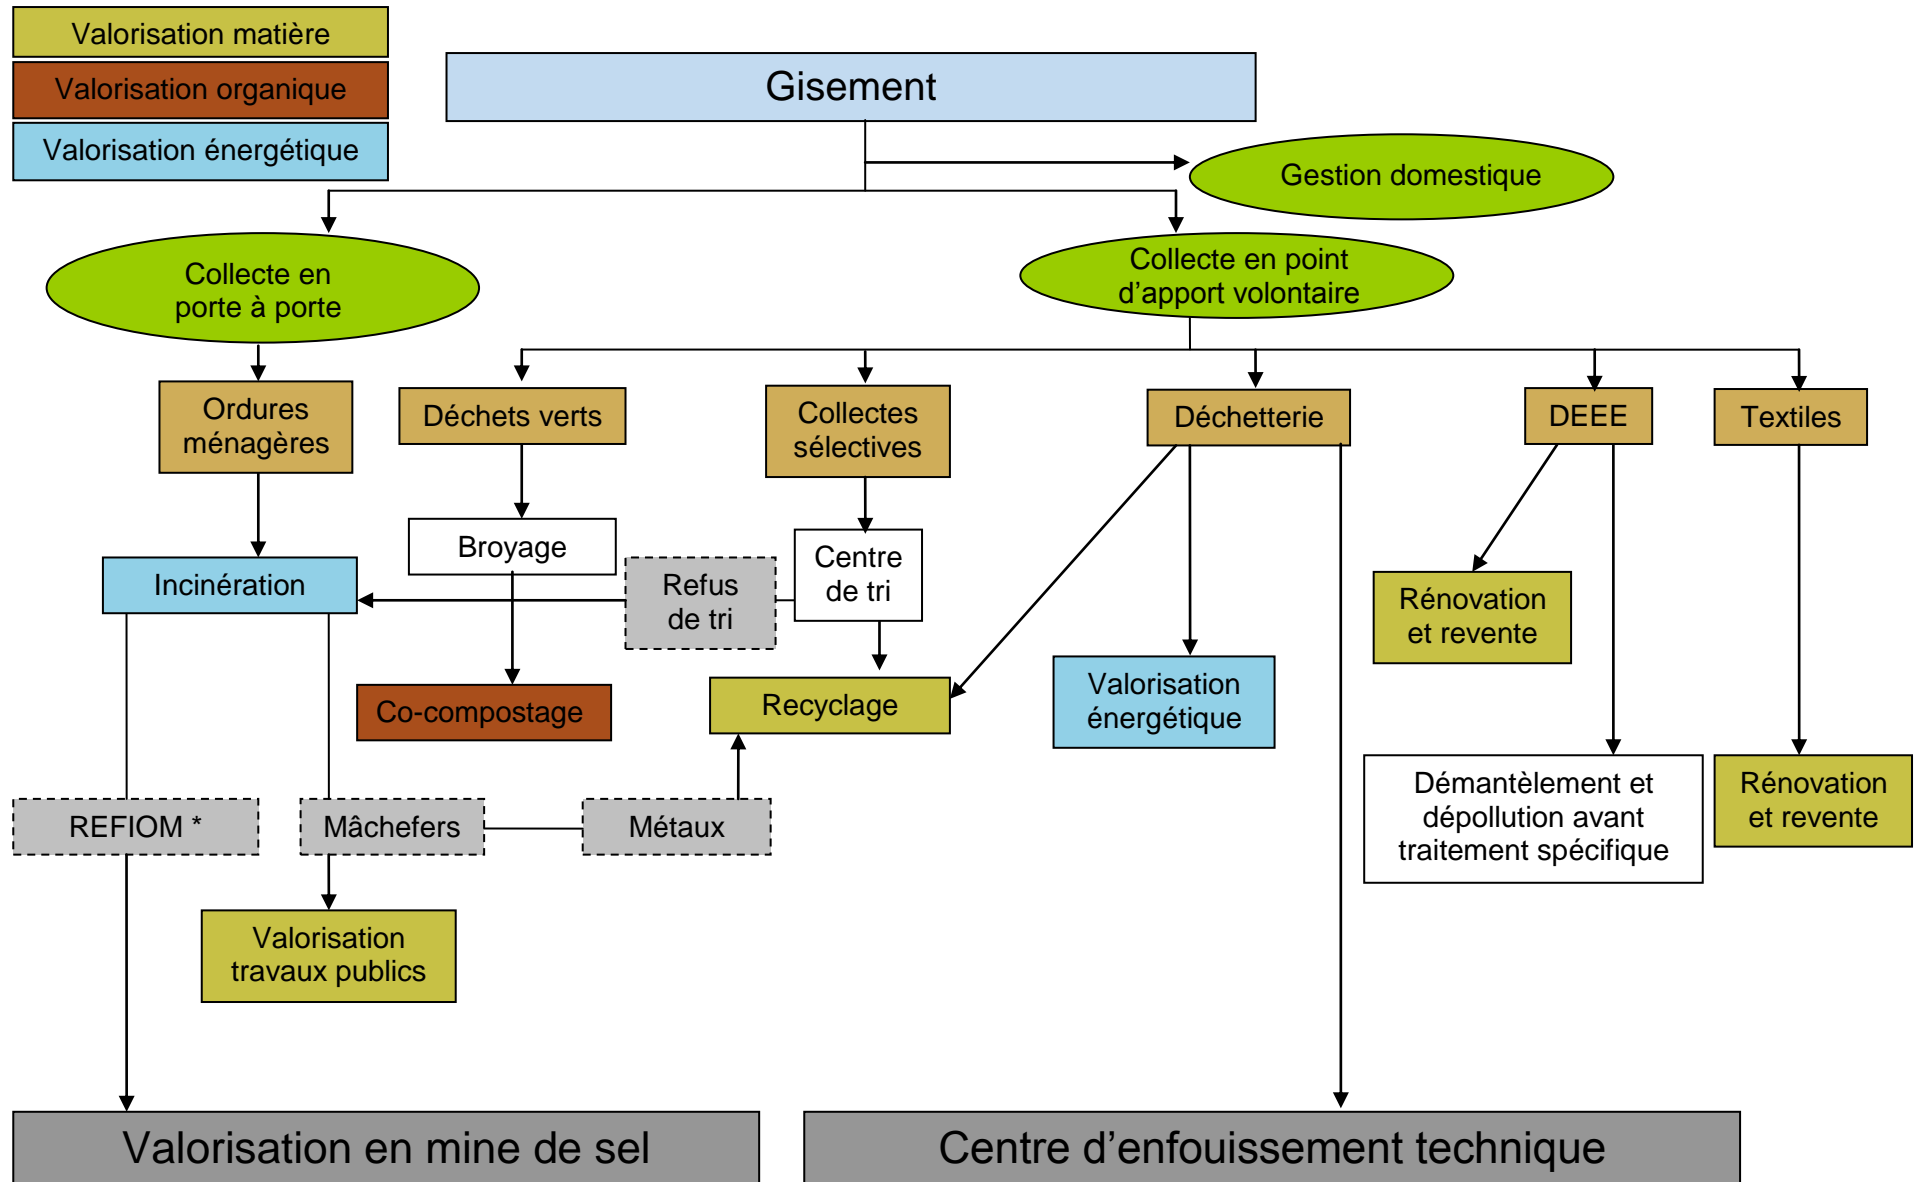 Valorisation matière
Valorisation organique
Valorisation énergétique
Gisement
Gestion domestique
Collecte en
porte à porte
Collecte en point
d’apport volontaire
Ordures
ménagères
Déchets verts
Collectes
sélectives
Déchetterie
DEEE
Textiles
Broyage
Centre
de tri
Refus
de tri
Incinération
Rénovation
et revente
Co-compostage
Recyclage
Valorisation
énergétique
REFIOM *
Mâchefers
Métaux
Démantèlement et
dépollution avant
traitement spécifique
Rénovation
et revente
Valorisation
travaux publics
Valorisation en mine de sel
Centre d’enfouissement technique